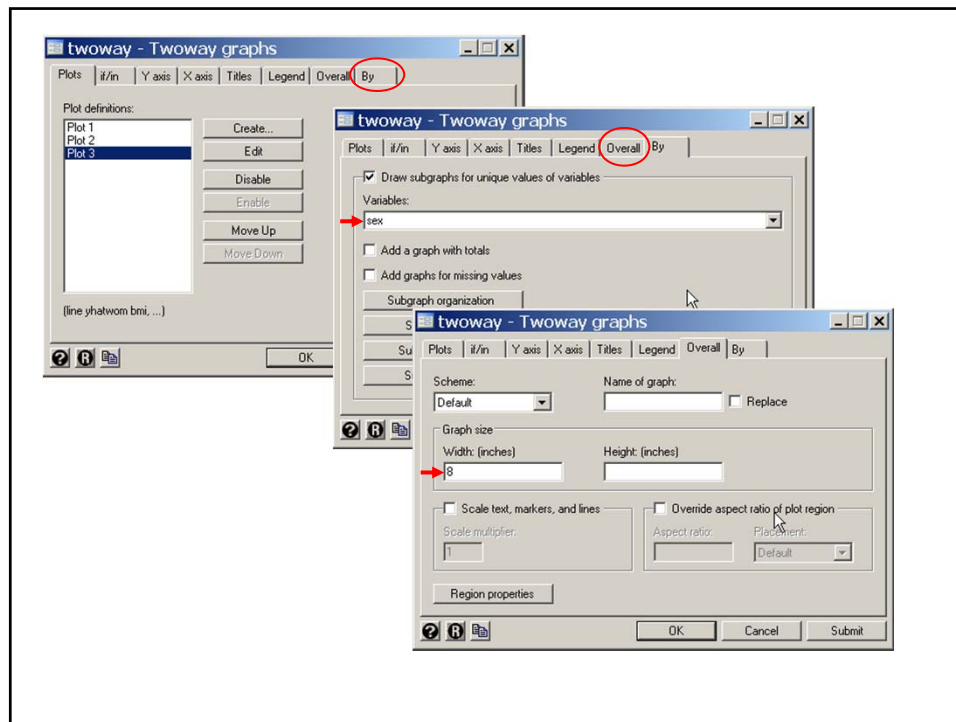 twoway - Twoway graphs
Plots if/in Y axis X axis Titles Legend Overall By
Plot definitions:
Plot 1
Plot 2
Plot 3
Create...
Edit
Disable
Enable
Move Up
Move Down
(line yhatwom bmi, ...)
OK
twoway - Twoway graphs
Plots if/in Y axis X axis Titles Legend Overall By
Draw subgraphs for unique values of variables
Variables:
sex
Add a graph with totals
Add graphs for missing values
Subgraph organization
S
Su
S
twoway - Twoway graphs
Plots if/in Y axis X axis Titles Legend Overall By
Scheme: Name of graph:
Default Replace
Graph size
Width: (inches) Height: (inches)
8
Scale text, markers, and lines
Scale multiplier:
1
Override aspect ratio of plot region
Aspect ratio: Placement:
Default
Region properties
OK Cancel Submit